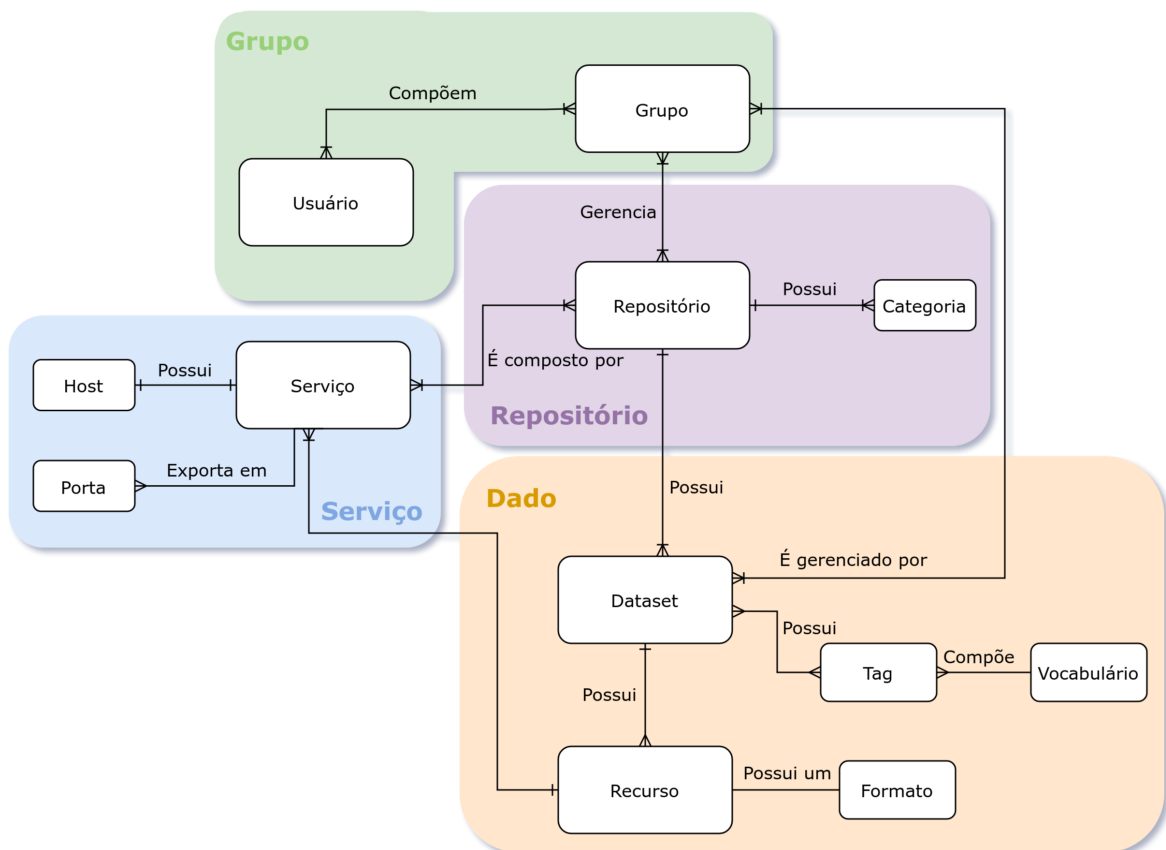 Grupo
Compõem
Grupo
Usuário
Gerencia
Repositório
Possui
Categoria
É composto por
Repositório
Host
Possui
Serviço
Porta
Exporta em
Serviço
Dado
Possui
É gerenciado por
Dataset
Possui
Tag
Compõe
Vocabulário
Possui
Recurso
Possui um
Formato